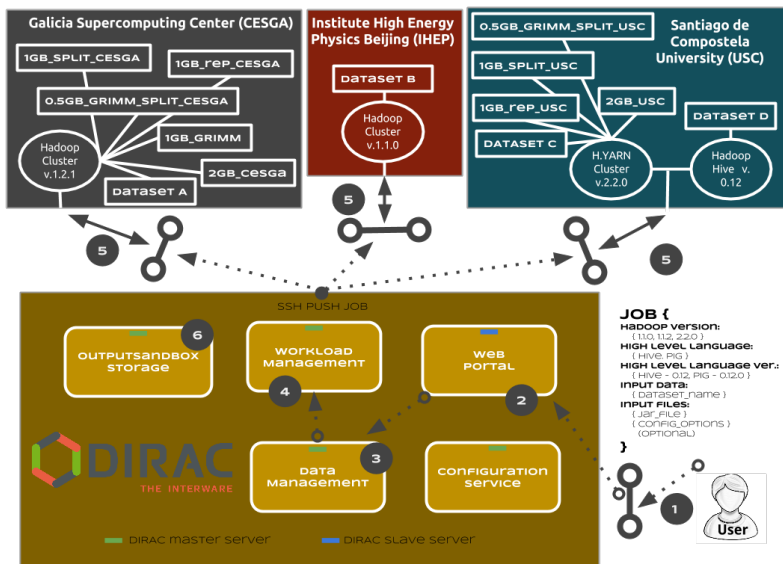 Galicia Supercomputing Center (CESGA)
1GB_SPLIT_CESGA
1GB_rep_CESGA
0.5GB_GRIMM_SPLIT_CESGA
1GB_GRIMM
Hadoop
Cluster
v.1.2.1
2GB_CESGA
DATASET A
Institute High Energy
Physics Beijing (IHEP)
DATASET B
Hadoop
Cluster
v.1.1.0
0.5GB_GRIMM_SPLIT_USC
Santiago de
Compostela
University (USC)
1GB_SPLIT_USC
1GB_rep_USC
2GB_USC
DATASET C
DATASET D
H.YARN
Cluster
v.2.2.0
Hadoop
Hive v.
0.12
5
5
5
SSH PUSH JOB
OUTPUTSANDBOX
STORAGE
6
WORKLOAD
MANAGEMENT
4
WEB
PORTAL
2
DATA
MANAGEMENT
3
CONFIGURATION
SERVICE
DIRAC
THE INTERWARE
DIRAC master server
DIRAC slave server
JOB {
HADOOP VERSION:
{ 1.1.0, 1.1.2, 2.2.0 }
HIGH LEVEL LANGUAGE:
{ HIVE, PIG }
HIGH LEVEL LANGUAGE VER.:
{ HIVE - 0.12, PIG - 0.12.0 }
INPUT DATA:
{ DATASET_NAME }
INPUT FILES:
{ JAR_FILE }
{ CONFIG_OPTIONS }
(OPTIONAL)
}
1
User